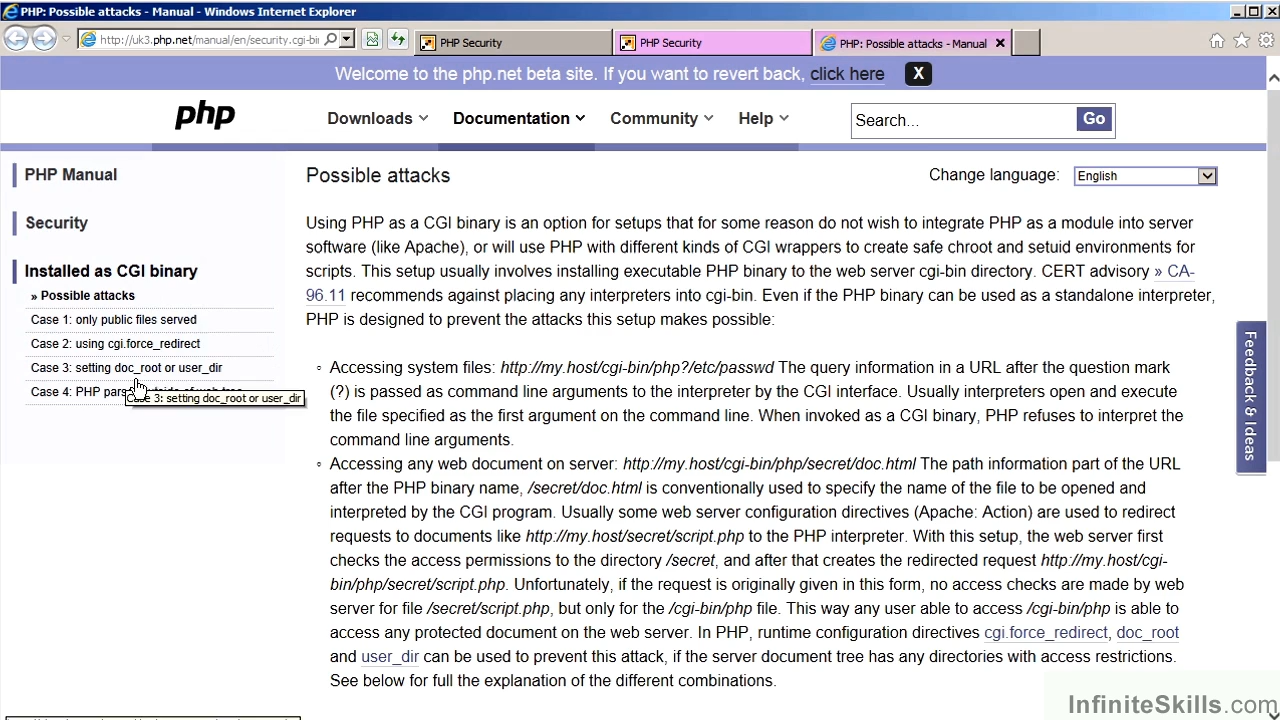 PHP: Possible attacks - Manual - Windows Internet Explorer
http://uk3.php.net/manual/en/security.cgi-bi
PHP Security
PHP Security
PHP: Possible attacks - Manual
Welcome to the php.net beta site. If you want to revert back, click here X
php
Downloads
Documentation
Community
Help
Search...
Go
PHP Manual
Security
Installed as CGI binary
» Possible attacks
Case 1: only public files served
Case 2: using cgi.force_redirect
Case 3: setting doc_root or user_dir
Case 4: PHP pars
3: setting doc_root or user_dir
Possible attacks
Change language: English
Using PHP as a CGI binary is an option for setups that for some reason do not wish to integrate PHP as a module into server
software (like Apache), or will use PHP with different kinds of CGI wrappers to create safe chroot and setuid environments for
scripts. This setup usually involves installing executable PHP binary to the web server cgi-bin directory. CERT advisory » CA-
96.11 recommends against placing any interpreters into cgi-bin. Even if the PHP binary can be used as a standalone interpreter,
PHP is designed to prevent the attacks this setup makes possible:
◦ Accessing system files: http://my.host/cgi-bin/php?/etc/passwd The query information in a URL after the question mark
(?) is passed as command line arguments to the interpreter by the CGI interface. Usually interpreters open and execute
the file specified as the first argument on the command line. When invoked as a CGI binary, PHP refuses to interpret the
command line arguments.
◦ Accessing any web document on server: http://my.host/cgi-bin/php/secret/doc.html The path information part of the URL
after the PHP binary name, /secret/doc.html is conventionally used to specify the name of the file to be opened and
interpreted by the CGI program. Usually some web server configuration directives (Apache: Action) are used to redirect
requests to documents like http://my.host/secret/script.php to the PHP interpreter. With this setup, the web server first
checks the access permissions to the directory /secret, and after that creates the redirected request http://my.host/cgi-
bin/php/secret/script.php. Unfortunately, if the request is originally given in this form, no access checks are made by web
server for file /secret/script.php, but only for the /cgi-bin/php file. This way any user able to access /cgi-bin/php is able to
access any protected document on the web server. In PHP, runtime configuration directives cgi.force_redirect, doc_root
and user_dir can be used to prevent this attack, if the server document tree has any directories with access restrictions.
See below for full the explanation of the different combinations.
Feedback & Ideas
InfiniteSkills.com